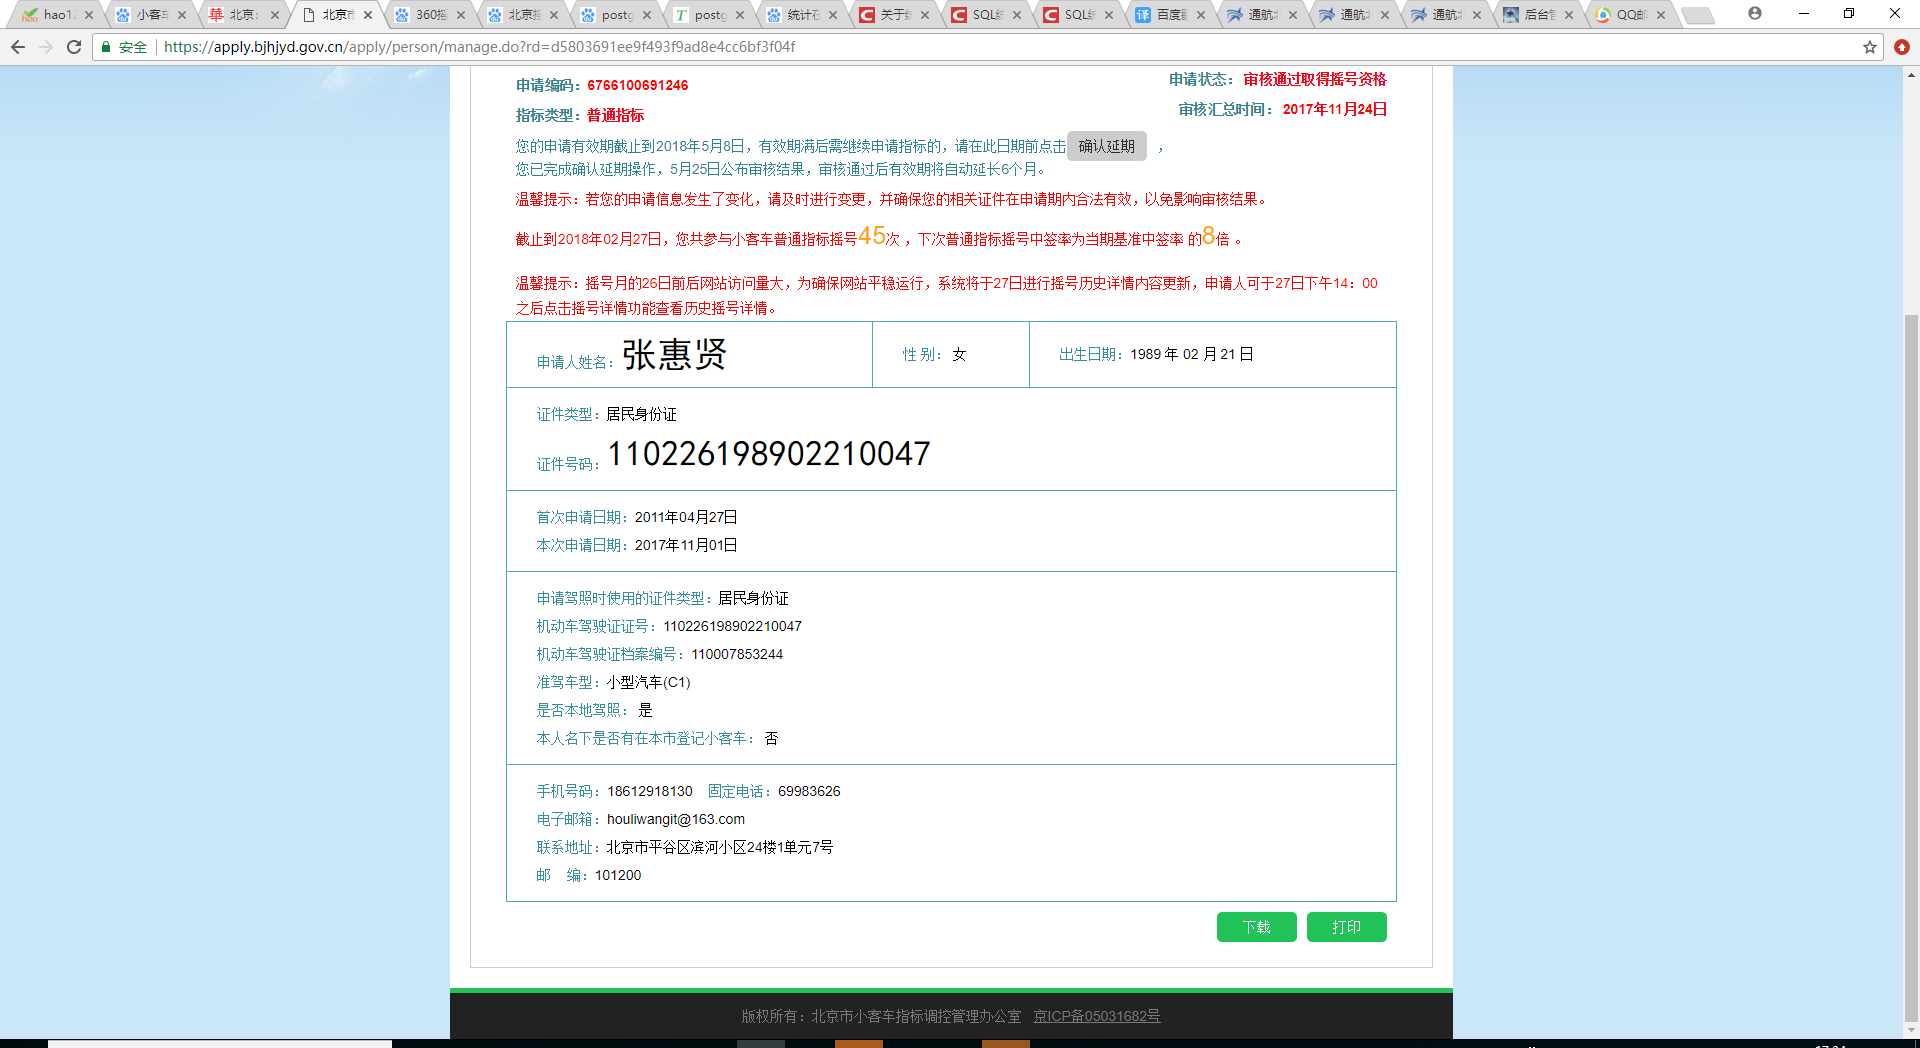 hao12
小客车
北京:
北京市
360摇
北京摇
postg
postg
统计在
关于纟
SQL纟
SQL纟
百度翻
通航北
通航北
通航北
后台管
QQ邮
安全 https://apply.bjhjyd.gov.cn/apply/person/manage.do?rd=d5803691ee9f493f9ad8e4cc6bf3f04f
申请编码：6766100691246 申请状态：审核通过取得摇号资格
指标类型：普通指标 审核汇总时间：2017年11月24日
您的申请有效期截止到2018年5月8日，有效期满后需继续申请指标的，请在此日期前点击 确认延期 ，
您已完成确认延期操作，5月25日公布审核结果，审核通过后有效期将自动延长6个月。
温馨提示：若您的申请信息发生了变化，请及时进行变更，并确保您的相关证件在申请期内合法有效，以免影响审核结果。
截止到2018年02月27日，您共参与小客车普通指标摇号45次 ，下次普通指标摇号中签率为当期基准中签率 的8倍 。
温馨提示：摇号月的26日前后网站访问量大，为确保网站平稳运行，系统将于27日进行摇号历史详情内容更新，申请人可于27日下午14：00
之后点击摇号详情功能查看历史摇号详情。
申请人姓名：张惠贤 性 别： 女 出生日期：1989 年 02 月 21 日
证件类型：居民身份证
证件号码：110226198902210047
首次申请日期：2011年04月27日
本次申请日期：2017年11月01日
申请驾照时使用的证件类型：居民身份证
机动车驾驶证证号：110226198902210047
机动车驾驶证档案编号：110007853244
准驾车型：小型汽车(C1)
是否本地驾照： 是
本人名下是否有在本市登记小客车： 否
手机号码：18612918130 固定电话：69983626
电子邮箱：houliwangit@163.com
联系地址：北京市平谷区滨河小区24楼1单元7号
邮 编：101200
下载 打印
版权所有：北京市小客车指标调控管理办公室 京ICP备05031682号